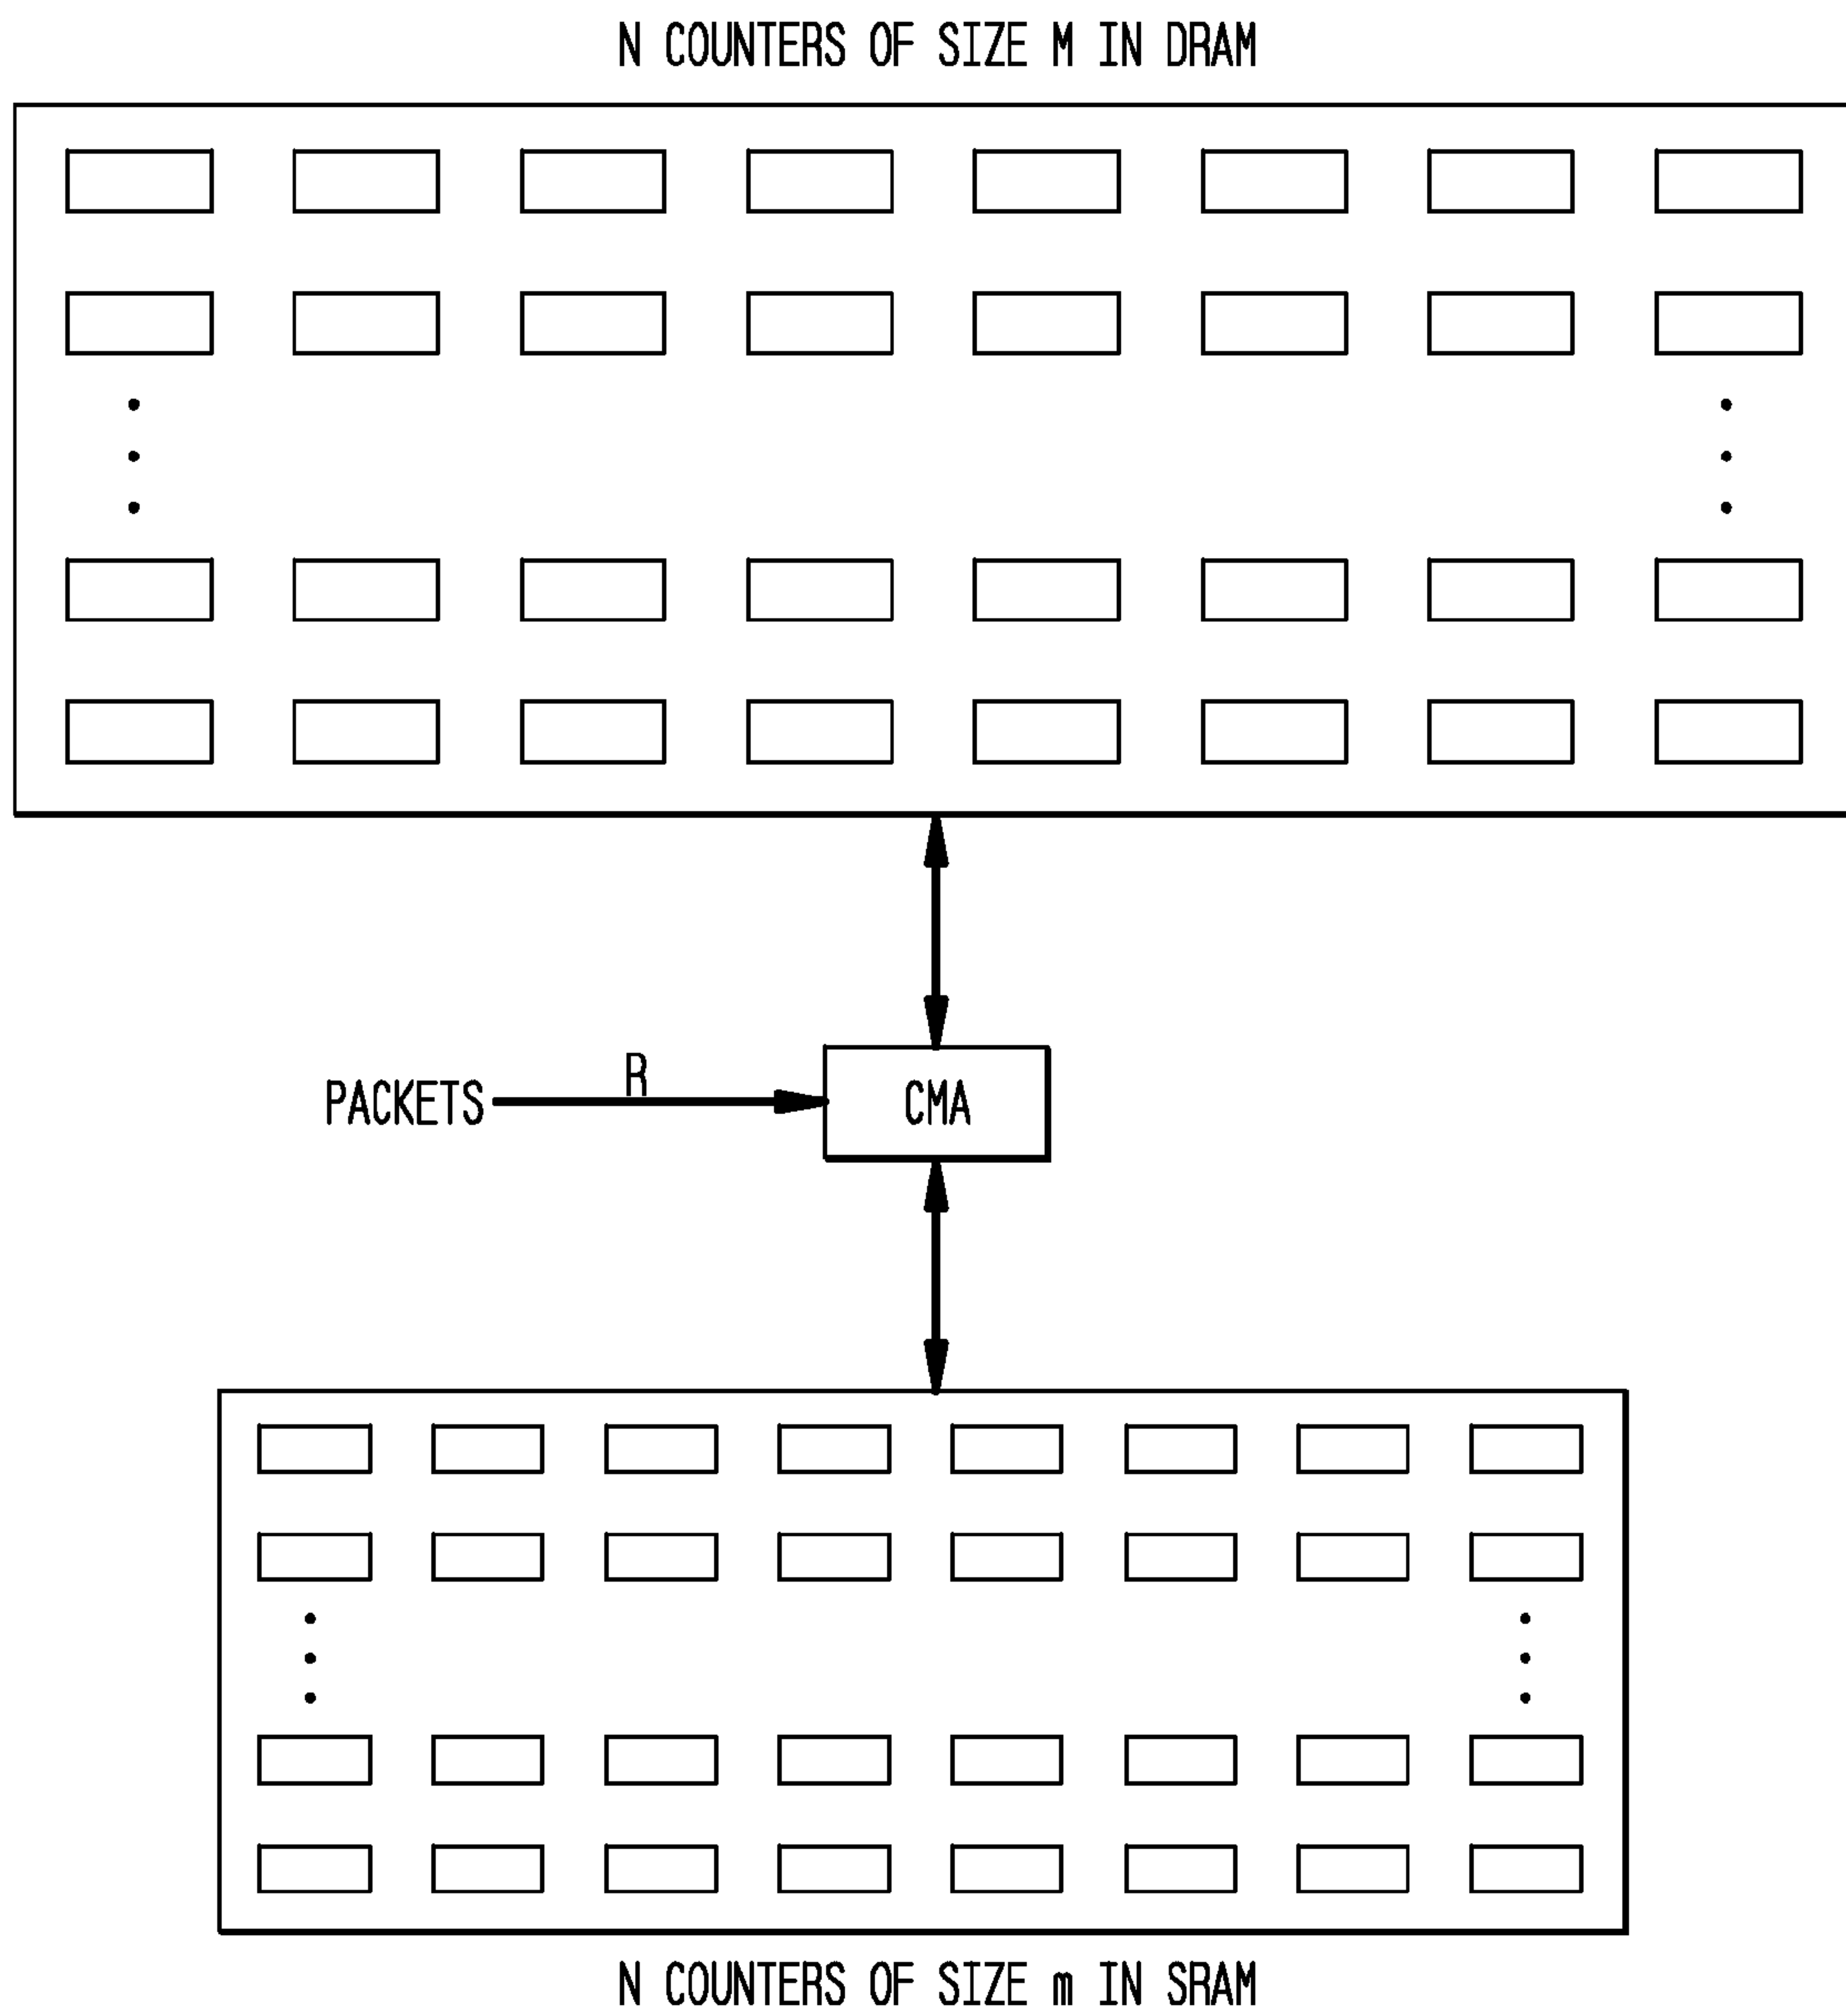 N COUNTERS OF SIZE M IN DRAM
R
PACKETS
CMA
N COUNTERS OF SIZE m IN SRAM